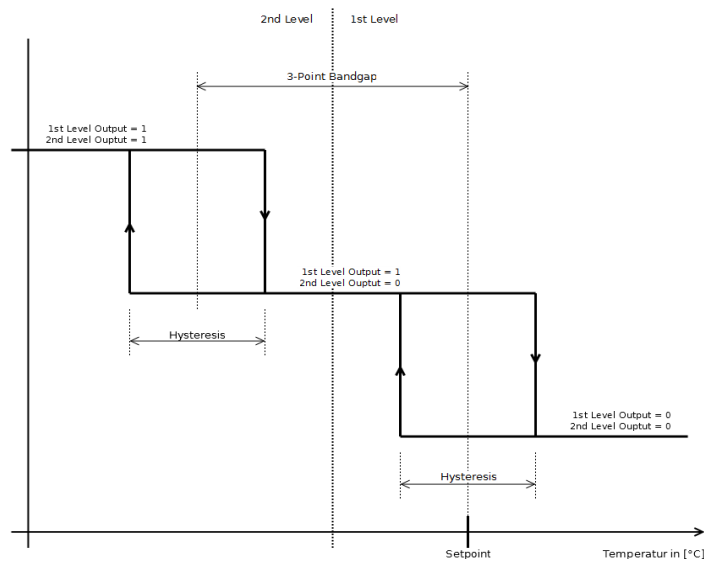 2nd Level 1st Level
3-Point Bandgap
1st Level Output = 1
2nd Level Ouptut = 1
1st Level Output = 1
2nd Level Ouptut = 0
Hysteresis
1st Level Output = 0
2nd Level Ouptut = 0
Hysteresis
Setpoint
Temperatur in [°C]